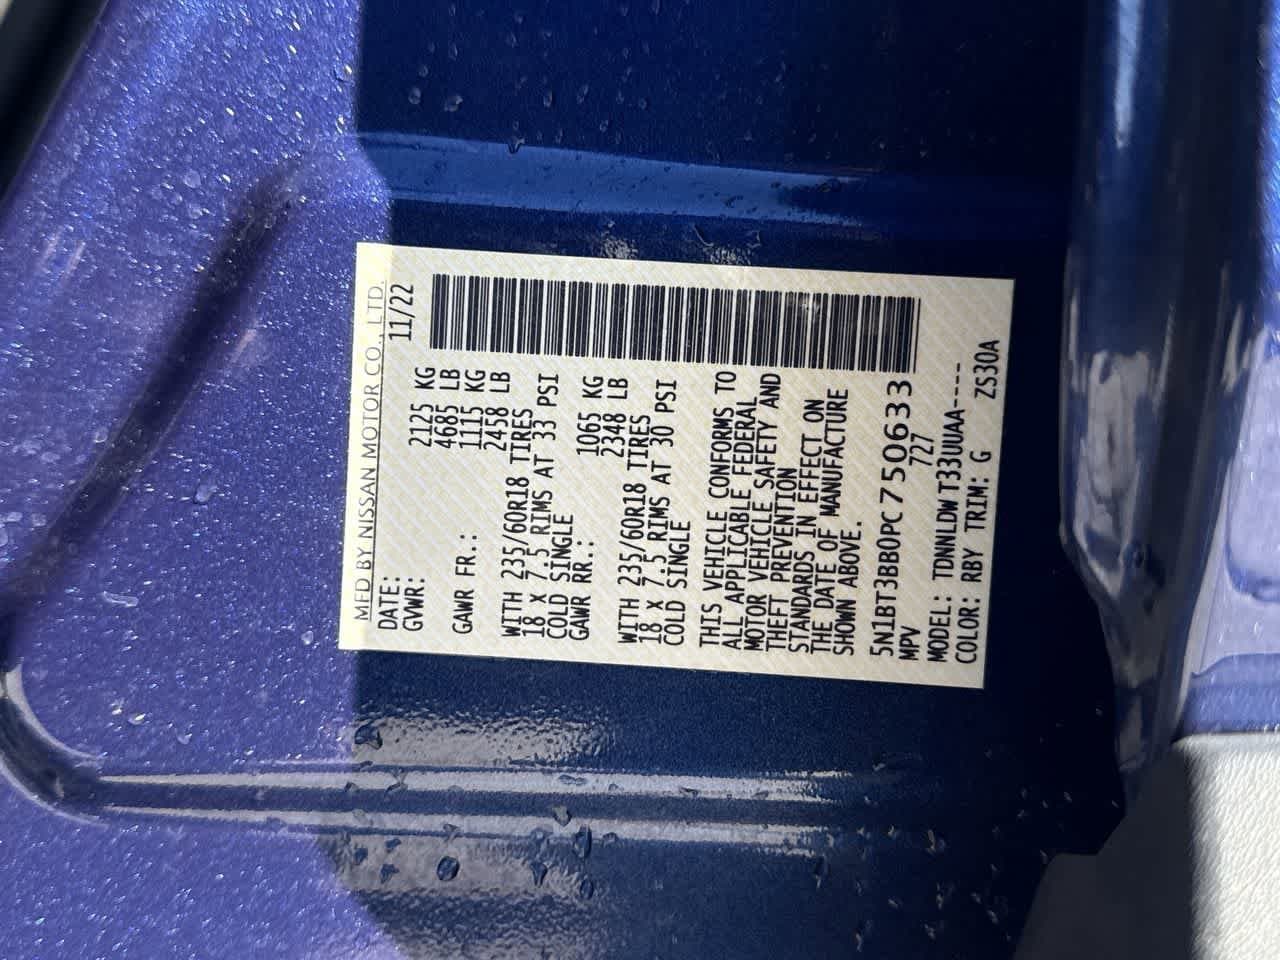 MFD BY NISSAN MOTOR CO., LTD.
DATE: 11/22
GVWR: 2125 KG
4685 LB
GAWR FR.: 1115 KG
2458 LB
WITH 235/60R18 TIRES
18 X 7.5 RIMS AT 33 PSI
COLD SINGLE
GAWR RR.: 1065 KG
2348 LB
WITH 235/60R18 TIRES
18 X 7.5 RIMS AT 30 PSI
COLD SINGLE
THIS VEHICLE CONFORMS TO
ALL APPLICABLE FEDERAL
MOTOR VEHICLE SAFETY AND
THEFT PREVENTION
STANDARDS IN EFFECT ON
THE DATE OF MANUFACTURE
SHOWN ABOVE.
5N1BT3BB0PC750633
MPV 727
MODEL: TDNNLDW T33UUAA----
COLOR: RBY TRIM: G ZS30A